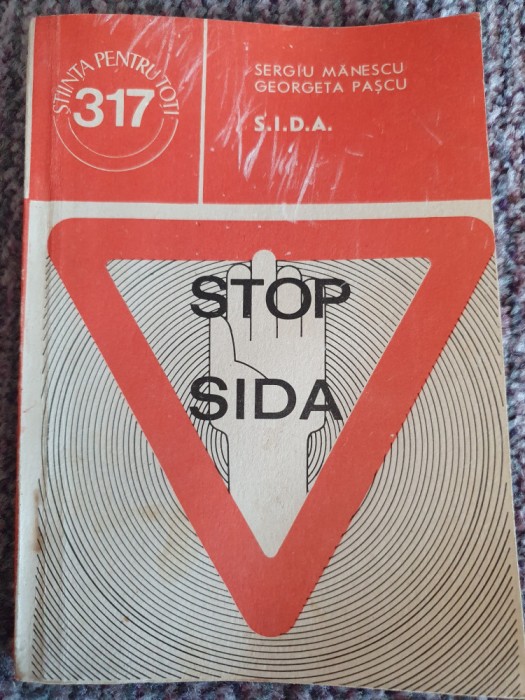 ŞTIINŢA PENTRU TOŢI
317
SERGIU MĂNESCU
GEORGETA PAŞCU
S.I.D.A.
STOP
SIDA